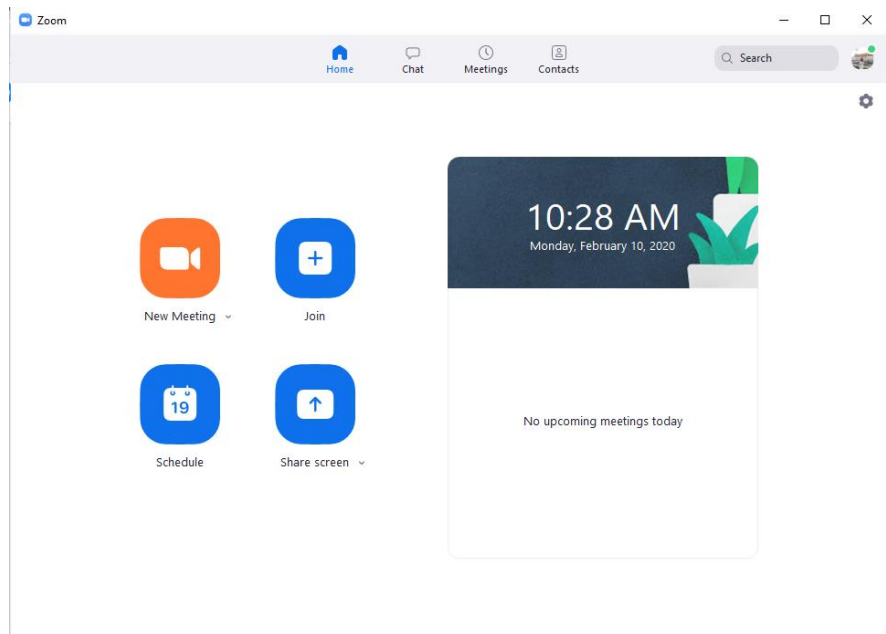 Zoom
Home Chat Meetings Contacts Search
10:28 AM
Monday, February 10, 2020
New Meeting Join
19
Schedule Share screen
No upcoming meetings today